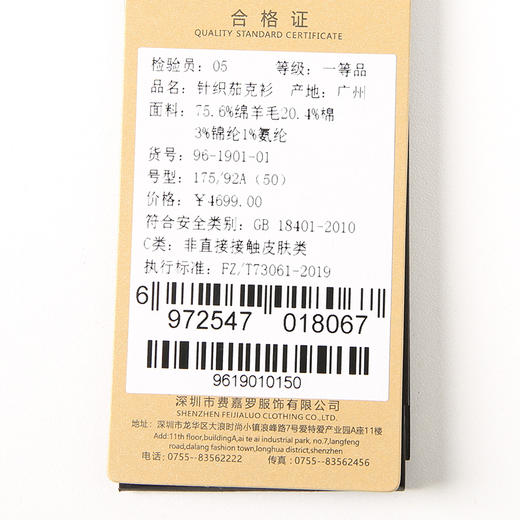 合格证
QUALITY STANDARD CERTIFICATE
检验员：05 等级：一等品
品名：针织茄克衫 产地：广州
面料：75.6%绵羊毛20.4%棉
3%锦纶1%氨纶
货号：96-1901-01
号型：175/92A（50）
价格：￥4699.00
符合安全类别：GB 18401-2010
C类：非直接接触皮肤类
执行标准：FZ/T73061-2019
6 972547 018067
9619010150
深圳市费嘉罗服饰有限公司
SHENZHEN FEIJIALUO CLOTHING CO.,LTD
地址：深圳市龙华区大浪时尚小镇浪峰路7号爱特爱产业园A座11楼
Add:11th floor,buildingA,ai te ai industrial park, no.7,langfeng
road,dalang fashion town,longhua district,shenzhen
电话：0755--83562222 传真：0755--83562456